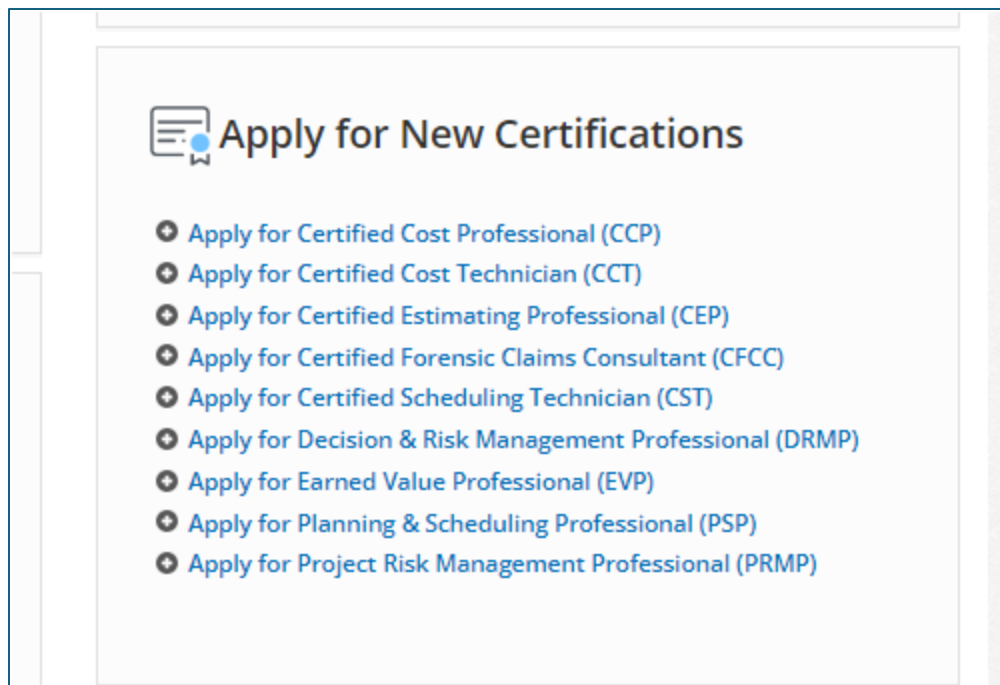 Apply for New Certifications
Apply for Certified Cost Professional (CCP)
Apply for Certified Cost Technician (CCT)
Apply for Certified Estimating Professional (CEP)
Apply for Certified Forensic Claims Consultant (CFCC)
Apply for Certified Scheduling Technician (CST)
Apply for Decision & Risk Management Professional (DRMP)
Apply for Earned Value Professional (EVP)
Apply for Planning & Scheduling Professional (PSP)
Apply for Project Risk Management Professional (PRMP)